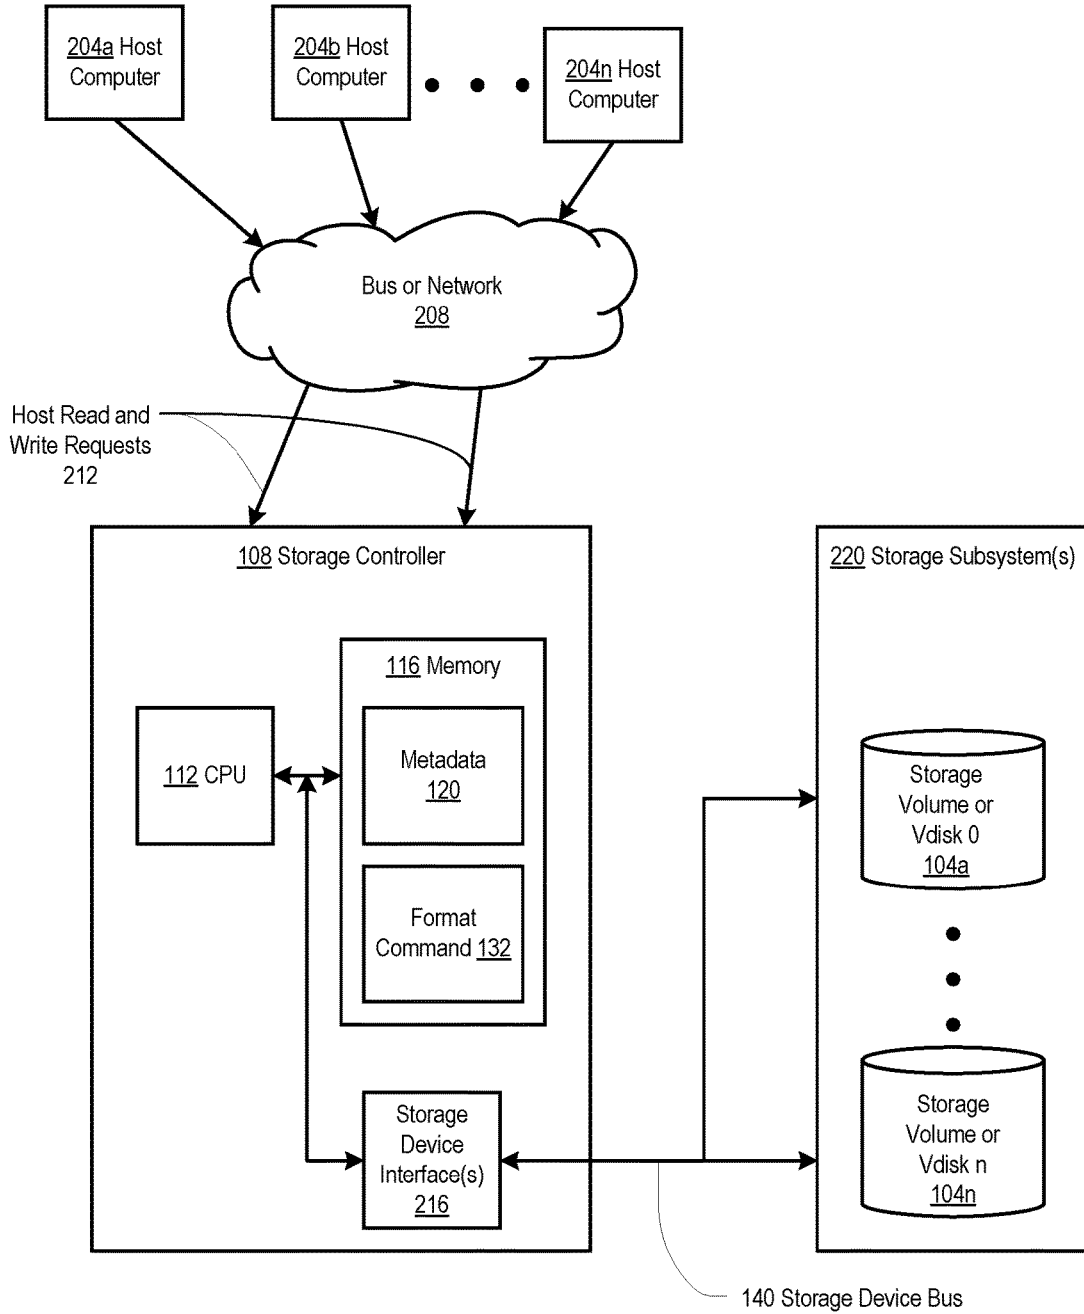 204a Host
Computer
204b Host
Computer
204n Host
Computer
Bus or Network
208
Host Read and
Write Requests
212
108 Storage Controller
220 Storage Subsystem(s)
116 Memory
112 CPU
Metadata
120
Format
Command 132
Storage
Device
Interface(s)
216
Storage
Volume or
Vdisk 0
104a
Storage
Volume or
Vdisk n
104n
140 Storage Device Bus